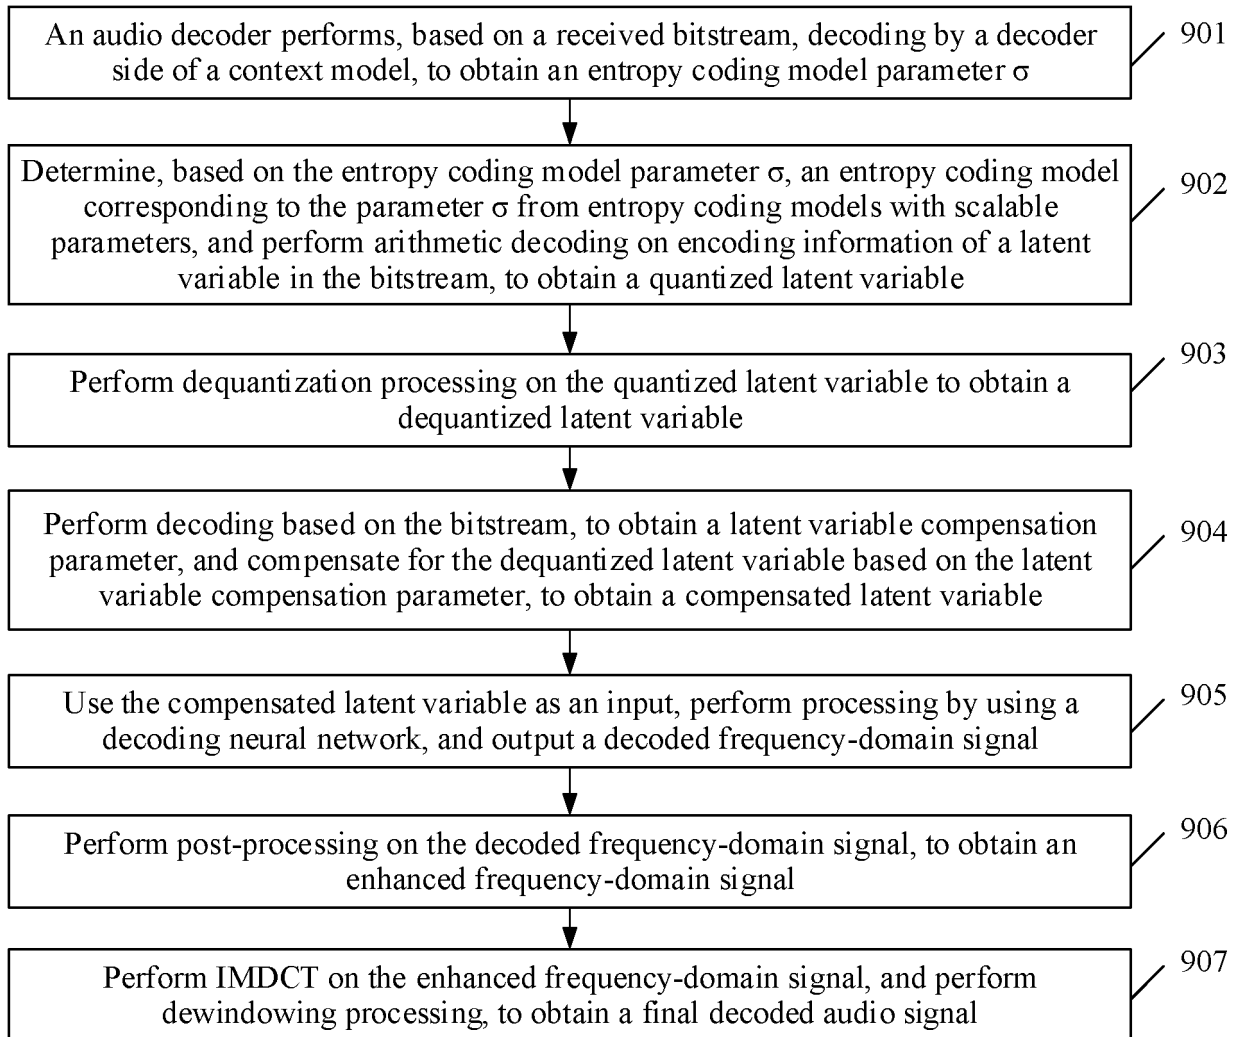 An audio decoder performs, based on a received bitstream, decoding by a decoder
side of a context model, to obtain an entropy coding model parameter σ
901
Determine, based on the entropy coding model parameter σ, an entropy coding model
corresponding to the parameter σ from entropy coding models with scalable
parameters, and perform arithmetic decoding on encoding information of a latent
variable in the bitstream, to obtain a quantized latent variable
902
Perform dequantization processing on the quantized latent variable to obtain a
dequantized latent variable
903
Perform decoding based on the bitstream, to obtain a latent variable compensation
parameter, and compensate for the dequantized latent variable based on the latent
variable compensation parameter, to obtain a compensated latent variable
904
Use the compensated latent variable as an input, perform processing by using a
decoding neural network, and output a decoded frequency-domain signal
905
Perform post-processing on the decoded frequency-domain signal, to obtain an
enhanced frequency-domain signal
906
Perform IMDCT on the enhanced frequency-domain signal, and perform
dewindowing processing, to obtain a final decoded audio signal
907